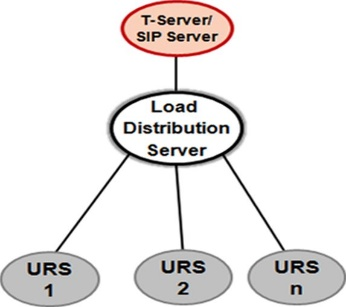 T-Server/
SIP Server
Load
Distribution
Server
URS
1
URS
2
URS
n